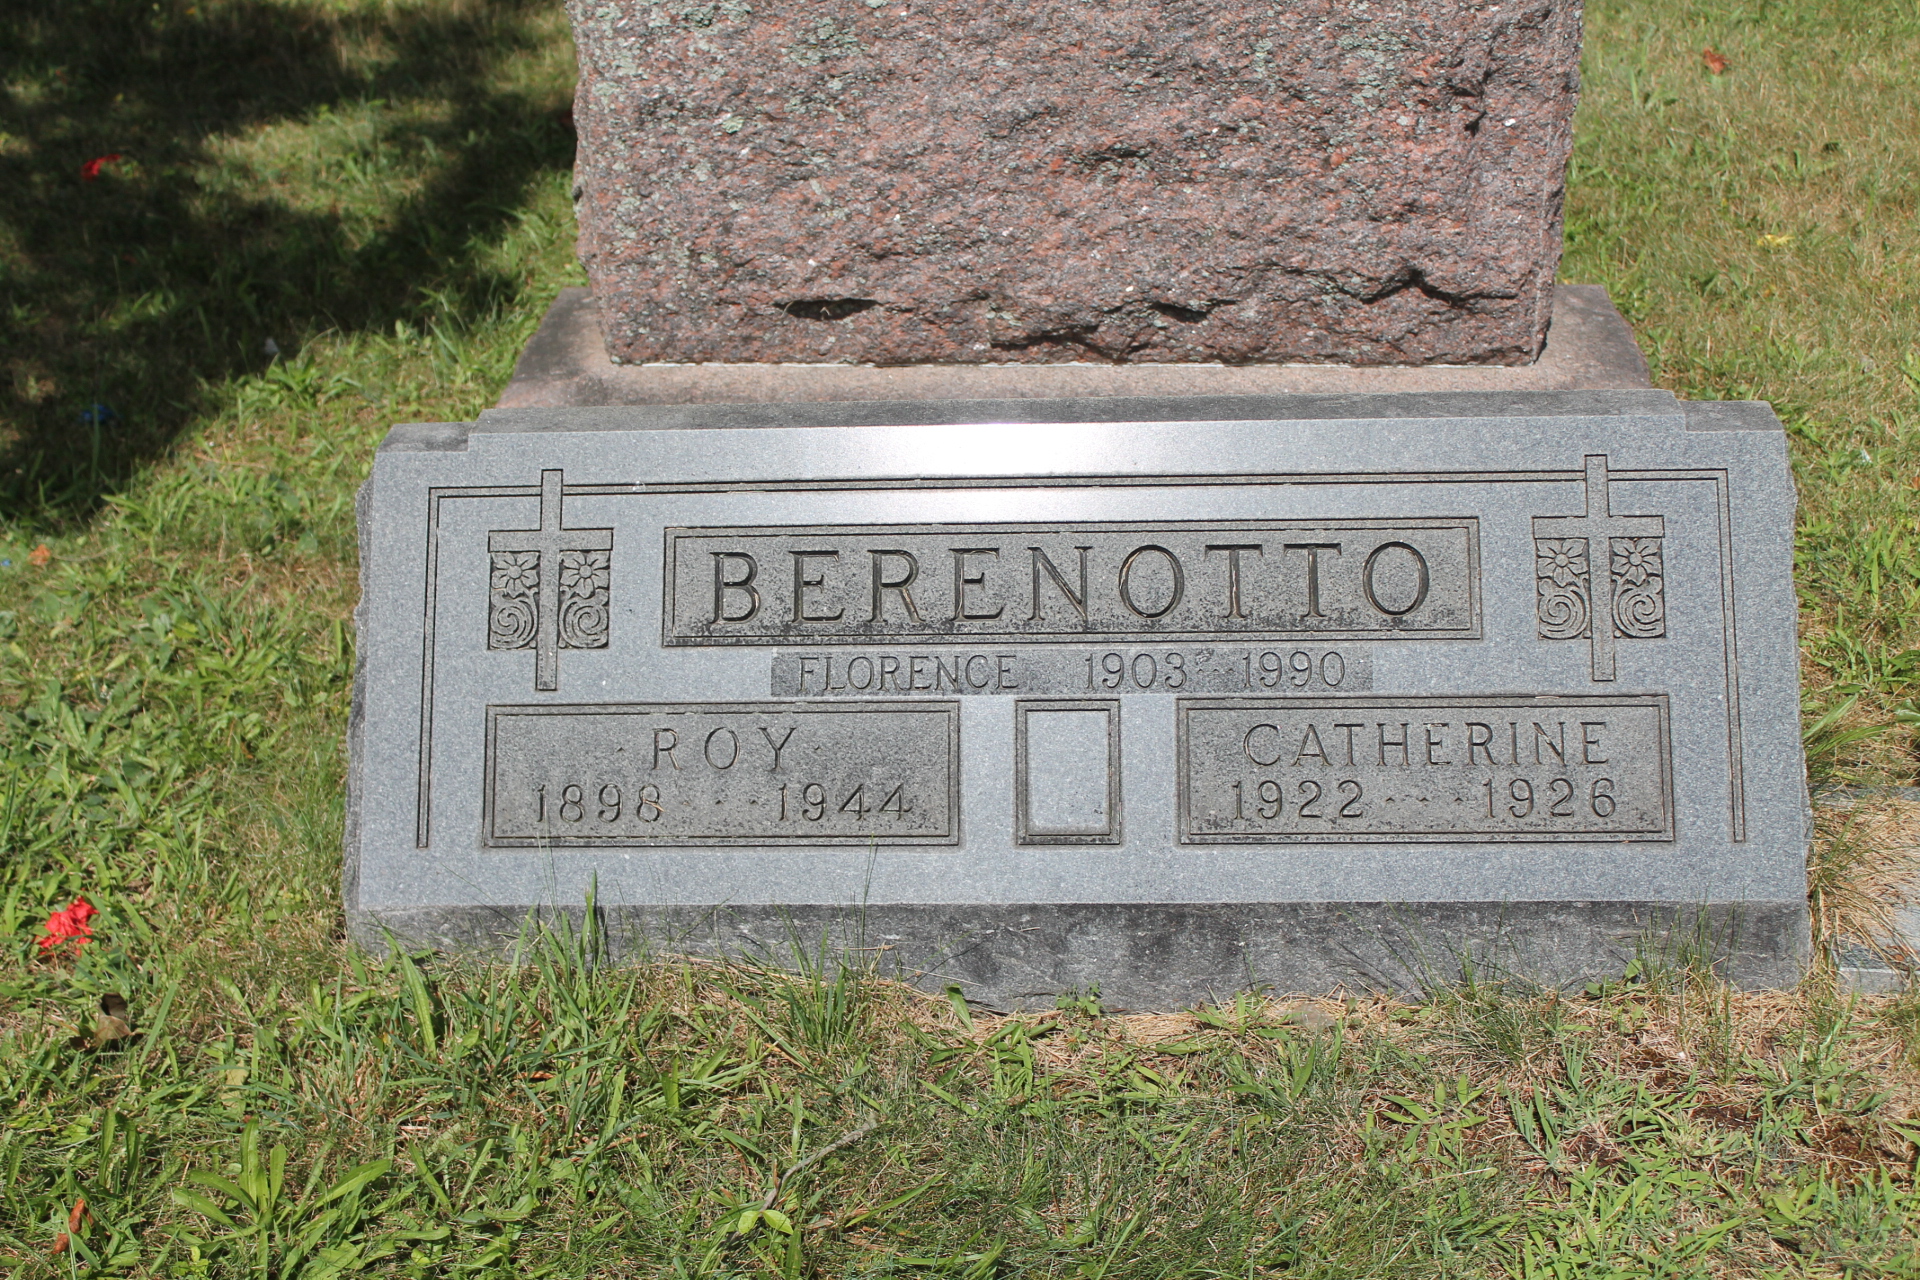 BERENOTTO
FLORENCE 1903 - 1990
ROY
1898 ... 1944
CATHERINE
1922 .... 1926